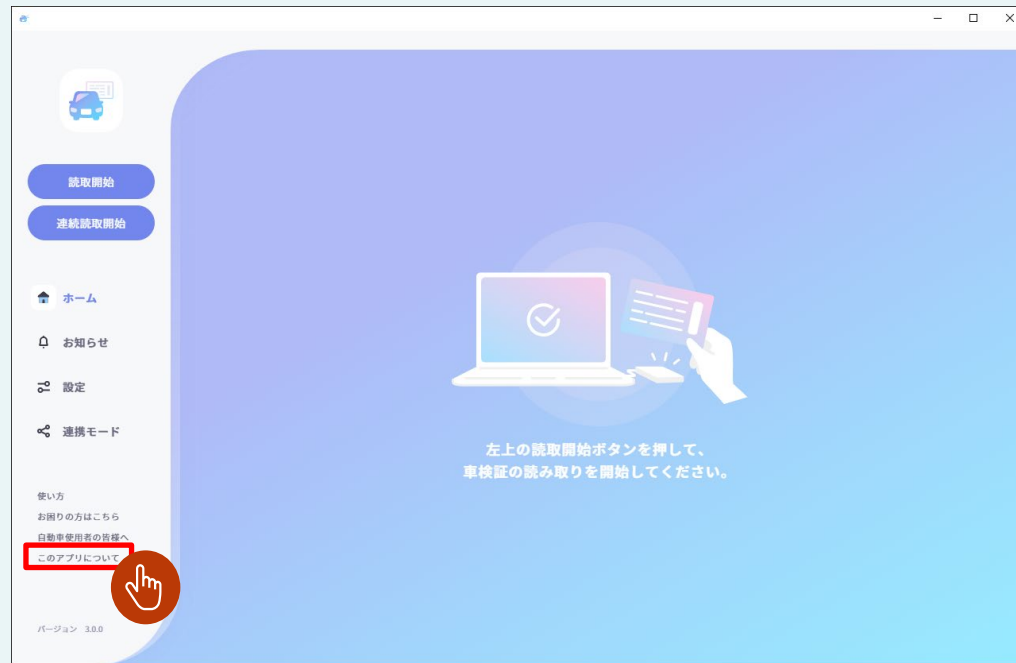 読取開始
連続読取開始
ホーム
お知らせ
設定
連携モード
使い方
お困りの方はこちら
自動車使用者の皆様へ
このアプリについて
バージョン 3.0.0
左上の読取開始ボタンを押して、
車検証の読み取りを開始してください。